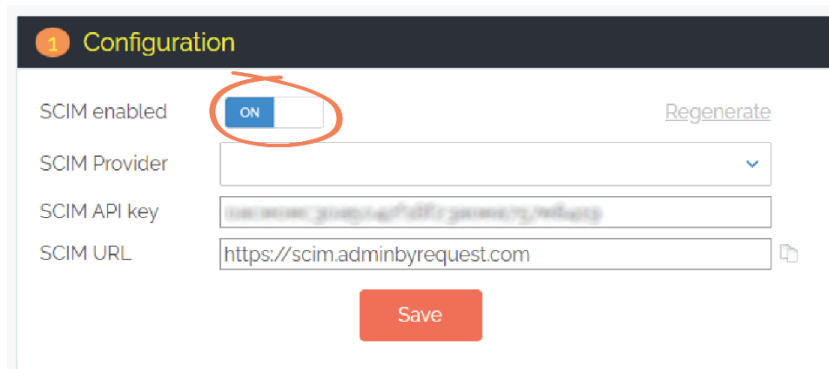 1 Configuration
SCIM enabled ON Regenerate
SCIM Provider
SCIM API key
SCIM URL https://scim.adminbyrequest.com
Save